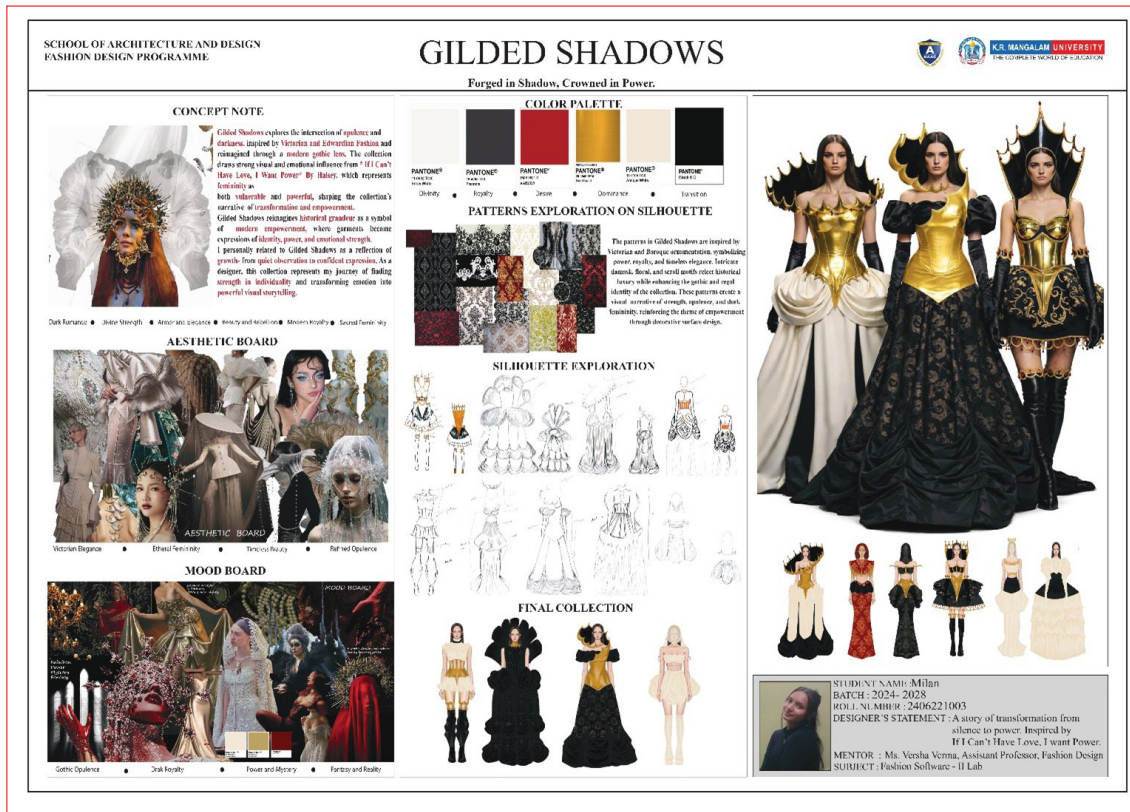 SCHOOL OF ARCHITECTURE AND DESIGN
FASHION DESIGN PROGRAMME
GILDED SHADOWS
Forged in Shadow, Crowned in Power.
K.R. MANGALAM UNIVERSITY
THE COMPLETE WORLD OF EDUCATION
CONCEPT NOTE
Gilded Shadows explores the intersection of opulence and
darkness, inspired by Victorian and Edwardian Fashion and
reimagined through a modern gothic lens. The collection
draws strong visual and emotional influence from " If I Can't
Have Love, I Want Power" By Halsey, which represents
femininity as
both vulnerable and powerful, shaping the collection's
narrative of transformation and empowerment.
Gilded Shadows reimagines historical grandeur as a symbol
of modern empowerment, where garments become
expressions of identity, power, and emotional strength.
I personally related to Gilded Shadows as a reflection of
growth- from quiet observation to confident expression. As a
designer, this collection represents my journey of finding
strength in individuality and transforming emotion into
powerful visual storytelling.
Dark Romance ● Divine Strength ● Armor and Elegance ● Beauty and Rebellion ● Modern Royalty ● Sacred Femininity
AESTHETIC BOARD
AESTHETIC BOARD
Victorian Elegance ● Etheral Femininity ● Timeless Beauty ● Refined Opulence
MOOD BOARD
MOOD BOARD
Gothic Opulence ● Drak Royality ● Power and Mystery ● Fantasy and Reality
COLOR PALETTE
PANTONE®
PANTONE®
PANTONE®
PANTONE®
PANTONE®
PANTONE
Divinity ● Royalty ● Desire ● Dominance ● Transition
PATTERNS EXPLORATION ON SILHOUETTE
The patterns in Gilded Shadows are inspired by
Victorian and Baroque ornamentation, symbolizing
power, royalty, and timeless elegance. Intricate
damask, floral, and scroll motifs relect historical
luxury while enhancing the gothic and regal
identity of the collection. These patterns create a
visual narrative of strength, opulence, and dark
femininity, reinforcing the theme of empowerment
through decorative surface design.
SILHOUETTE EXPLORATION
FINAL COLLECTION
STUDENT NAME :Milan
BATCH : 2024- 2028
ROLL NUMBER : 2406221003
DESIGNER'S STATEMENT : A story of transformation from
silence to power. Inspired by
If I Can't Have Love, I want Power.
MENTOR : Ms. Versha Verma, Assistant Professor, Fashion Design
SUBJECT : Fashion Software - II Lab